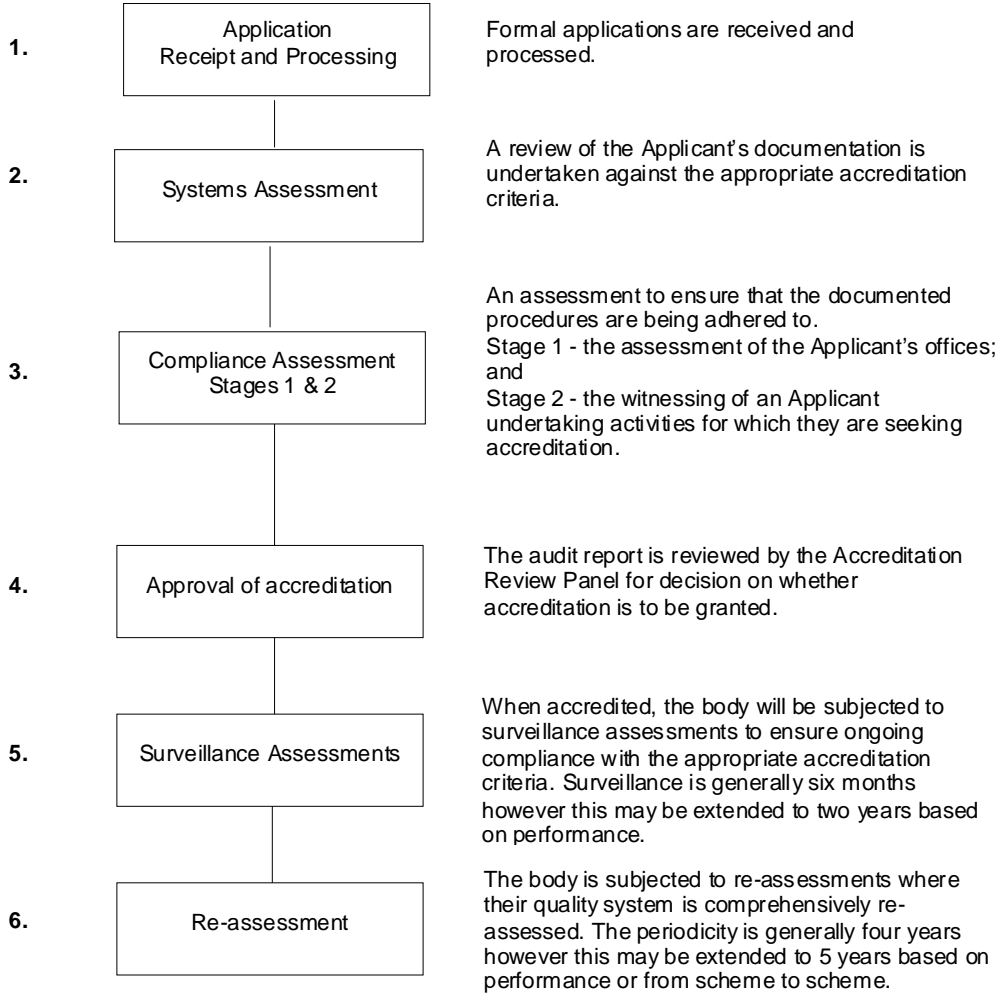 1.
Application
Receipt and Processing
Formal applications are received and
processed.
2.
Systems Assessment
A review of the Applicant's documentation is
undertaken against the appropriate accreditation
criteria.
3.
Compliance Assessment
Stages 1 & 2
An assessment to ensure that the documented
procedures are being adhered to.
Stage 1 - the assessment of the Applicant's offices;
and
Stage 2 - the witnessing of an Applicant
undertaking activities for which they are seeking
accreditation.
4.
Approval of accreditation
The audit report is reviewed by the Accreditation
Review Panel for decision on whether
accreditation is to be granted.
5.
Surveillance Assessments
When accredited, the body will be subjected to
surveillance assessments to ensure ongoing
compliance with the appropriate accreditation
criteria. Surveillance is generally six months
however this may be extended to two years based
on performance.
6.
Re-assessment
The body is subjected to re-assessments where
their quality system is comprehensively re-
assessed. The periodicity is generally four years
however this may be extended to 5 years based on
performance or from scheme to scheme.